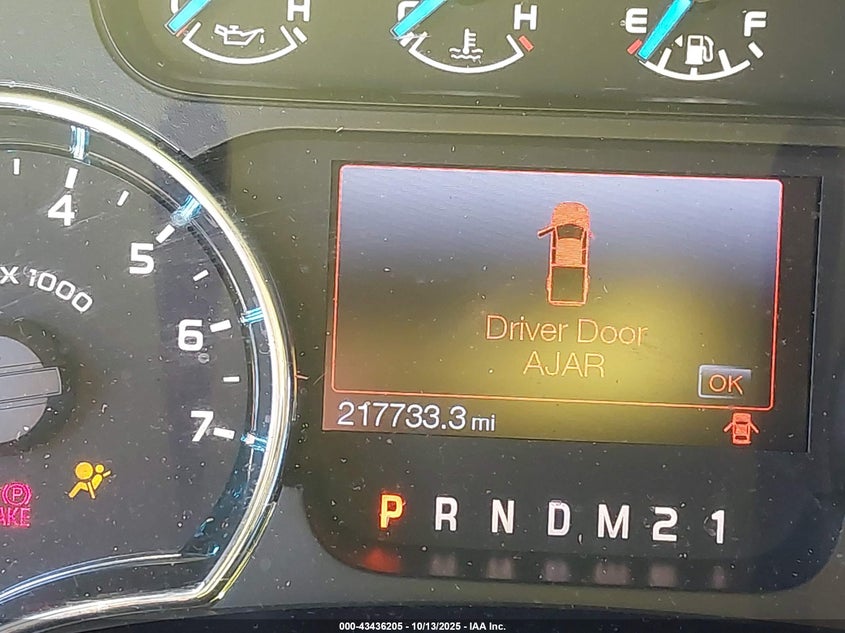 H
H
E
F
4
5
6
7
x 1000
Driver Door
AJAR
OK
217733.3 mi
P
AKE
P R N D M 2 1
000-43436205 - 10/13/2025 - IAA Inc.